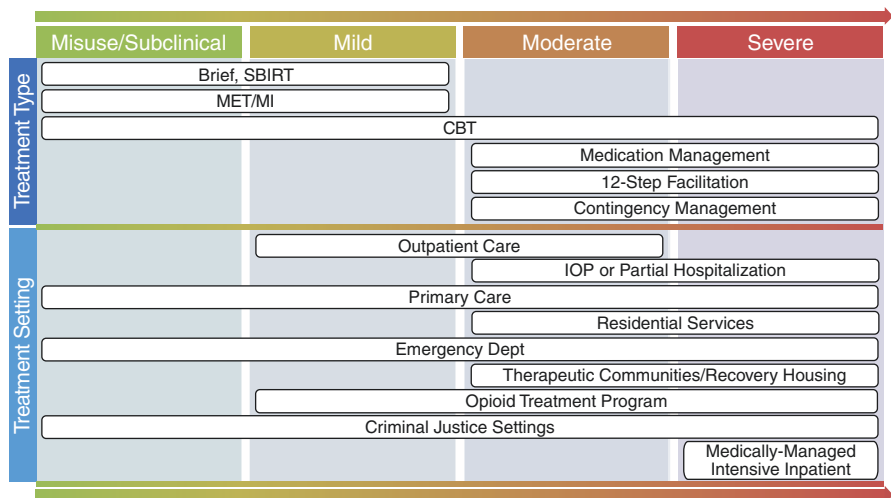 Misuse/Subclinical Mild Moderate Severe
Treatment Type
Brief, SBIRT
MET/MI
CBT
Medication Management
12-Step Facilitation
Contingency Management
Treatment Setting
Outpatient Care
IOP or Partial Hospitalization
Primary Care
Residential Services
Emergency Dept
Therapeutic Communities/Recovery Housing
Opioid Treatment Program
Criminal Justice Settings
Medically-Managed
Intensive Inpatient